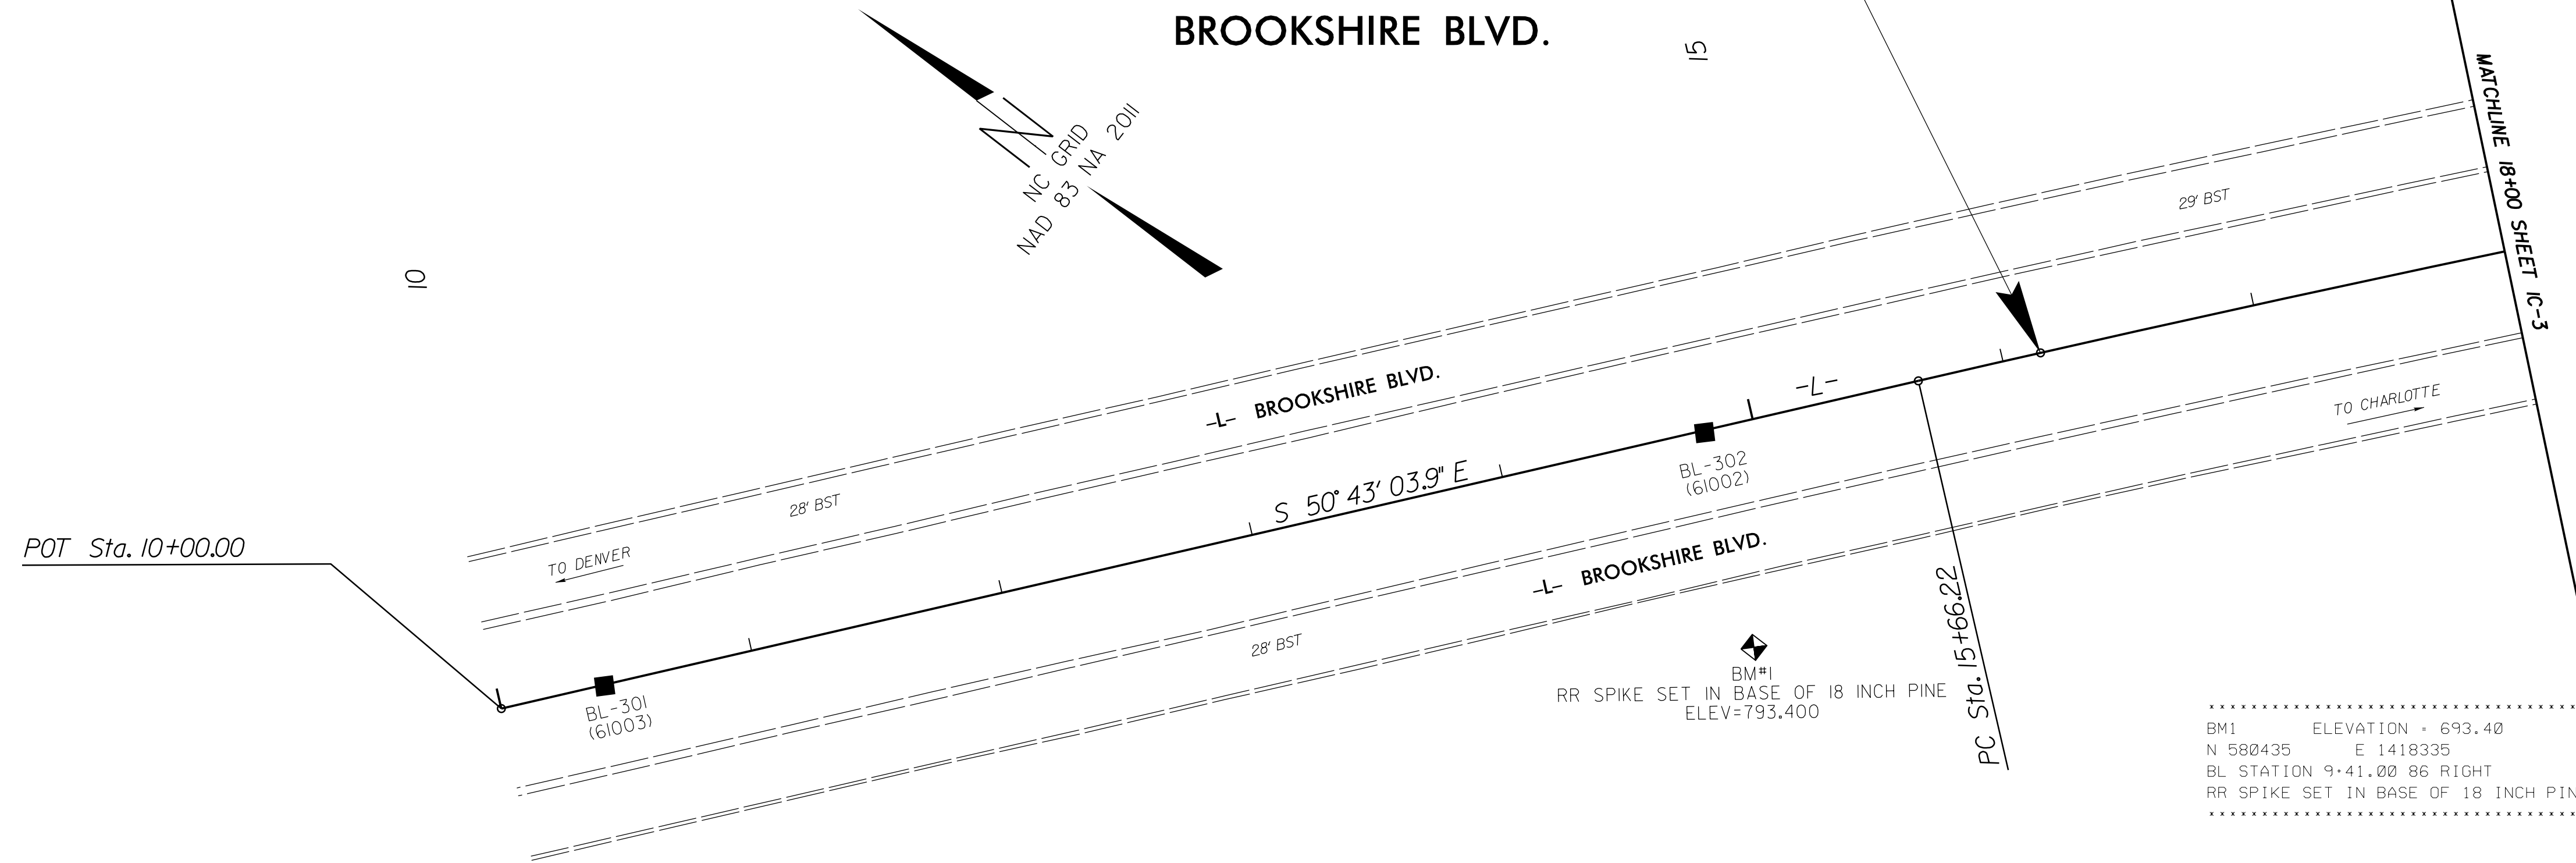 BROOKSHIRE BLVD.
15
10
NC GRID
NAD 83 NA 2011
MATCHLINE 18+00 SHEET 1C-3
29' BST
-L- BROOKSHIRE BLVD.
-L-
TO CHARLOTTE
BL-302
(61002)
S 50° 43' 03.9" E
28' BST
POT Sta. 10+00.00
TO DENVER
-L- BROOKSHIRE BLVD.
28' BST
PC Sta. 15+66.22
BM#1
RR SPIKE SET IN BASE OF 18 INCH PINE
ELEV=793.400
BL-301
(61003)
BM1 ELEVATION = 693.40
N 580435 E 1418335
BL STATION 9+41.00 86 RIGHT
RR SPIKE SET IN BASE OF 18 INCH PIN